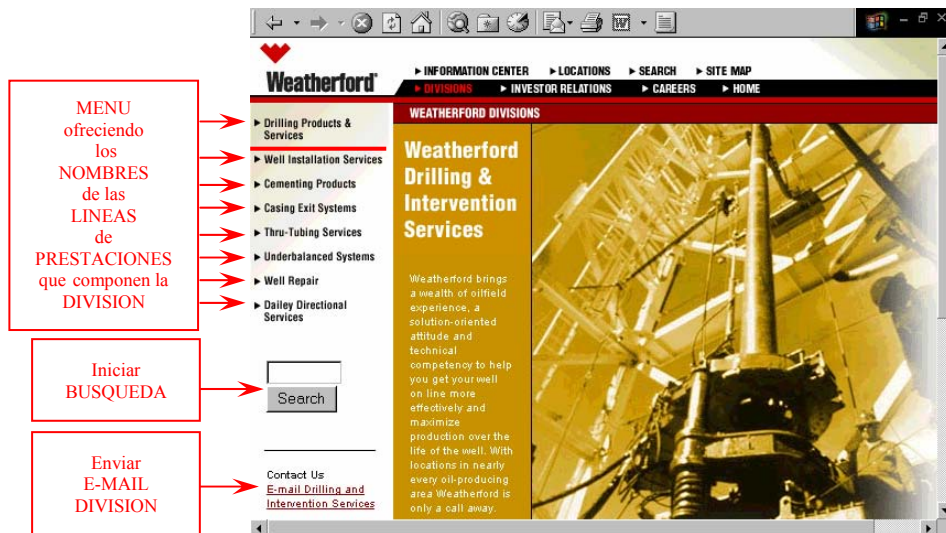 MENU
ofreciendo
los
NOMBRES
de las
LINEAS
de
PRESTACIONES
que componen la
DIVISION
Iniciar
BUSQUEDA
Enviar
E-MAIL
DIVISION
Weatherford
INFORMATION CENTER LOCATIONS SEARCH SITE MAP
DIVISIONS INVESTOR RELATIONS CAREERS HOME
WEATHERFORD DIVISIONS
Drilling Products &
Services
Well Installation Services
Cementing Products
Casing Exit Systems
Thru-Tubing Services
Underbalanced Systems
Well Repair
Dailey Directional
Services
Search
Contact Us
E-mail Drilling and
Intervention Services
Weatherford
Drilling &
Intervention
Services
Weatherford brings
a wealth of oilfield
experience, a
solution-oriented
attitude and
technical
competency to help
you get your well
on line more
effectively and
maximize
production over the
life of the well. With
locations in nearly
every oil-producing
area Weatherford is
only a call away.